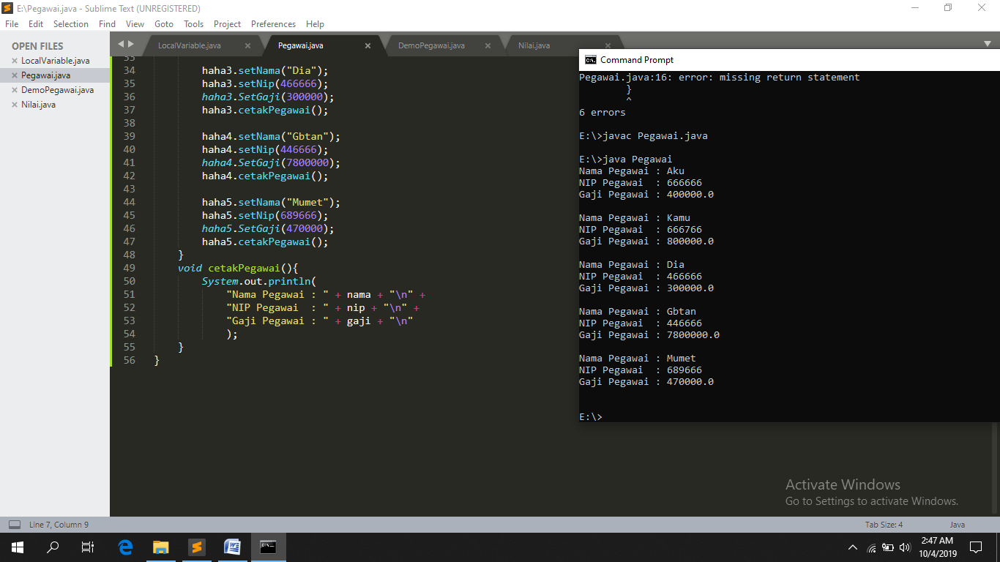 E:\Pegawai.java - Sublime Text (UNREGISTERED)
File Edit Selection Find View Goto Tools Project Preferences Help
OPEN FILES
LocalVariable.java
Pegawai.java
DemoPegawai.java
Nilai.java
LocalVariable.java Pegawai.java DemoPegawai.java Nilai.java
33
34 haha3.setNama("Dia");
35 haha3.setNip(466666);
36 haha3.SetGaji(300000);
37 haha3.cetakPegawai();
38
39 haha4.setNama("Gbtan");
40 haha4.setNip(446666);
41 haha4.SetGaji(7800000);
42 haha4.cetakPegawai();
43
44 haha5.setNama("Mumet");
45 haha5.setNip(689666);
46 haha5.SetGaji(470000);
47 haha5.cetakPegawai();
48 }
49 void cetakPegawai(){
50 System.out.println(
51 "Nama Pegawai : " + nama + "\n" +
52 "NIP Pegawai  : " + nip + "\n" +
53 "Gaji Pegawai : " + gaji + "\n"
54 );
55 }
56 }
Command Prompt
Pegawai.java:16: error: missing return statement
}
^
6 errors
E:\>javac Pegawai.java
E:\>java Pegawai
Nama Pegawai : Aku
NIP Pegawai  : 666666
Gaji Pegawai : 400000.0
Nama Pegawai : Kamu
NIP Pegawai  : 666766
Gaji Pegawai : 800000.0
Nama Pegawai : Dia
NIP Pegawai  : 466666
Gaji Pegawai : 300000.0
Nama Pegawai : Gbtan
NIP Pegawai  : 446666
Gaji Pegawai : 7800000.0
Nama Pegawai : Mumet
NIP Pegawai  : 689666
Gaji Pegawai : 470000.0
E:\>
Activate Windows
Go to Settings to activate Windows.
Line 7, Column 9 Tab Size: 4 Java
2:47 AM
10/4/2019